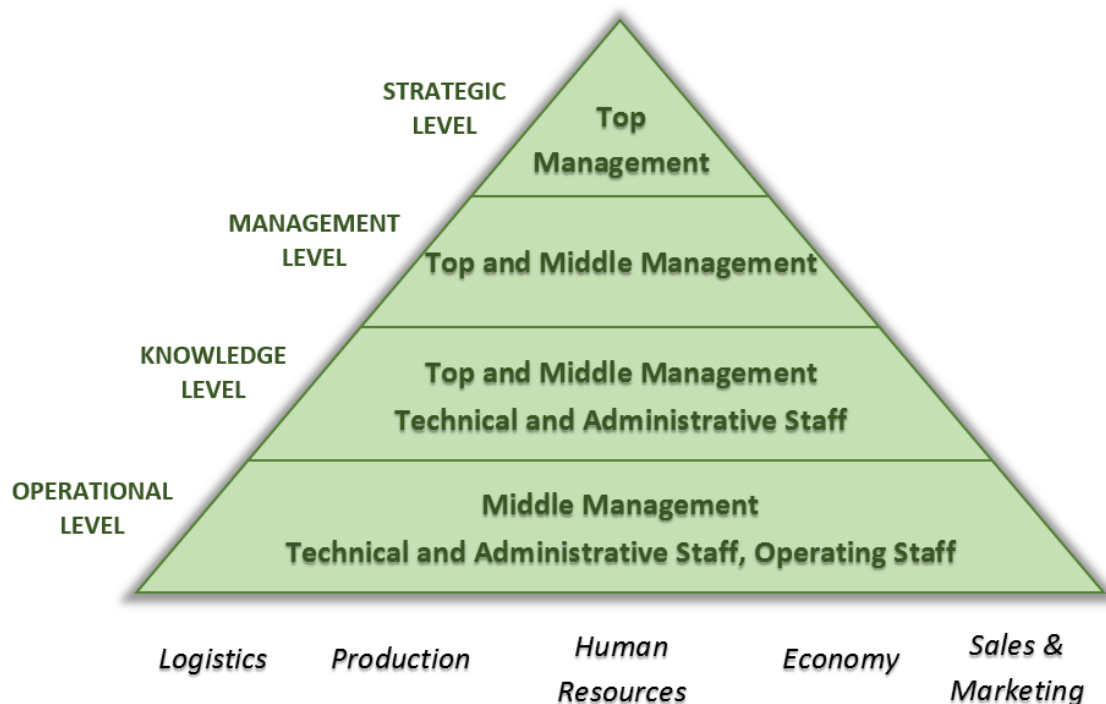 STRATEGIC
LEVEL
Top
Management
MANAGEMENT
LEVEL
Top and Middle Management
KNOWLEDGE
LEVEL
Top and Middle Management
Technical and Administrative Staff
OPERATIONAL
LEVEL
Middle Management
Technical and Administrative Staff, Operating Staff
Logistics
Production
Human
Resources
Economy
Sales &
Marketing